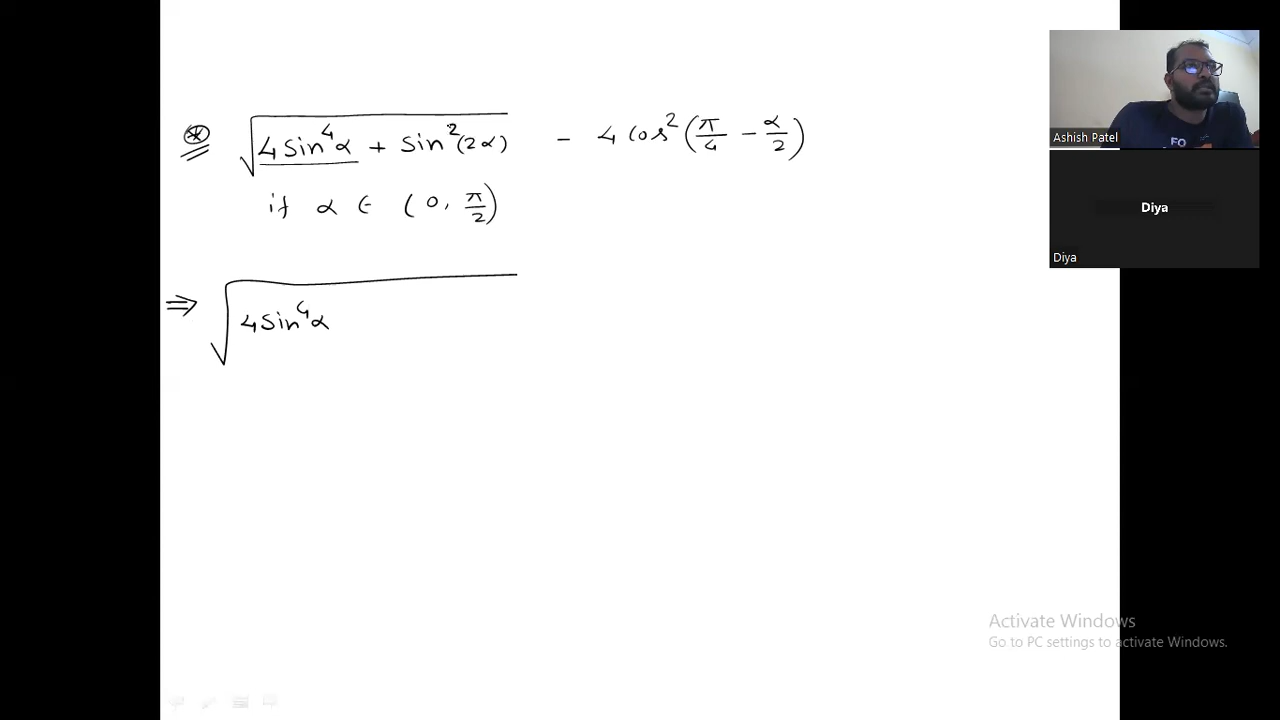 ⊛ √(4 Sin⁴α + Sin²(2α)) - 4 Cos²(π/4 - α/2)
if α ∈ (0, π/2)
⇒ √(4 Sin⁴α
Ashish Patel
FO
Diya
Diya
Activate Windows
Go to PC settings to activate Windows.